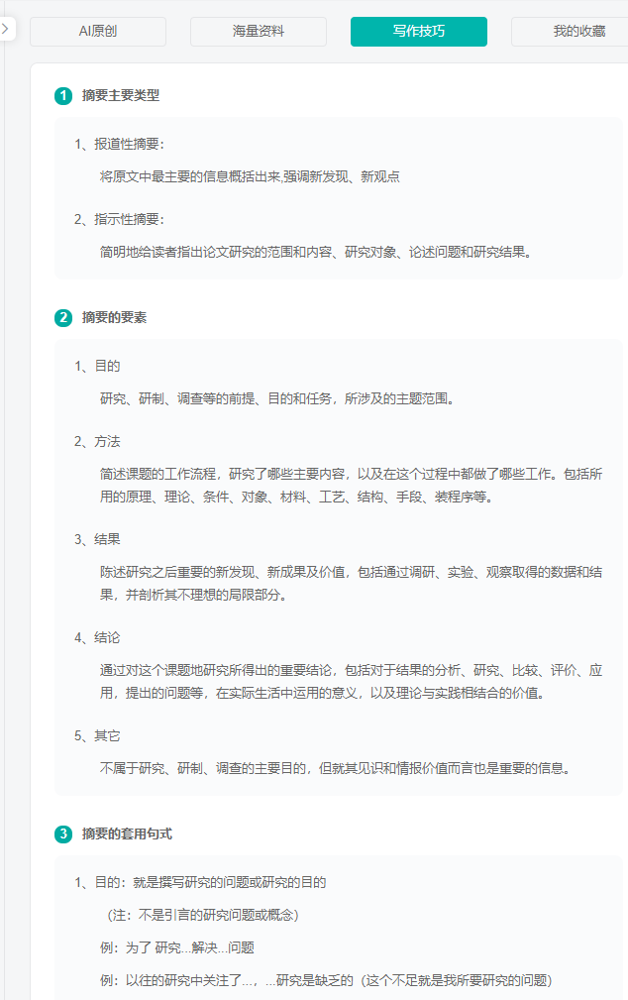 AI原创
海量资料
写作技巧
我的收藏
1 摘要主要类型
1、报道性摘要：
将原文中最主要的信息概括出来,强调新发现、新观点
2、指示性摘要：
简明地给读者指出论文研究的范围和内容、研究对象、论述问题和研究结果。
2 摘要的要素
1、目的
研究、研制、调查等的前提、目的和任务，所涉及的主题范围。
2、方法
简述课题的工作流程，研究了哪些主要内容，以及在这个过程中都做了哪些工作。包括所
用的原理、理论、条件、对象、材料、工艺、结构、手段、装程序等。
3、结果
陈述研究之后重要的新发现、新成果及价值，包括通过调研、实验、观察取得的数据和结
果，并剖析其不理想的局限部分。
4、结论
通过对这个课题地研究所得出的重要结论，包括对于结果的分析、研究、比较、评价、应
用，提出的问题等，在实际生活中运用的意义，以及理论与实践相结合的价值。
5、其它
不属于研究、研制、调查的主要目的，但就其见识和情报价值而言也是重要的信息。
3 摘要的套用句式
1、目的：就是撰写研究的问题或研究的目的
（注：不是引言的研究问题或概念）
例：为了 研究...解决...问题
例：以往的研究中关注了...，...研究是缺乏的（这个不足就是我所要研究的问题）